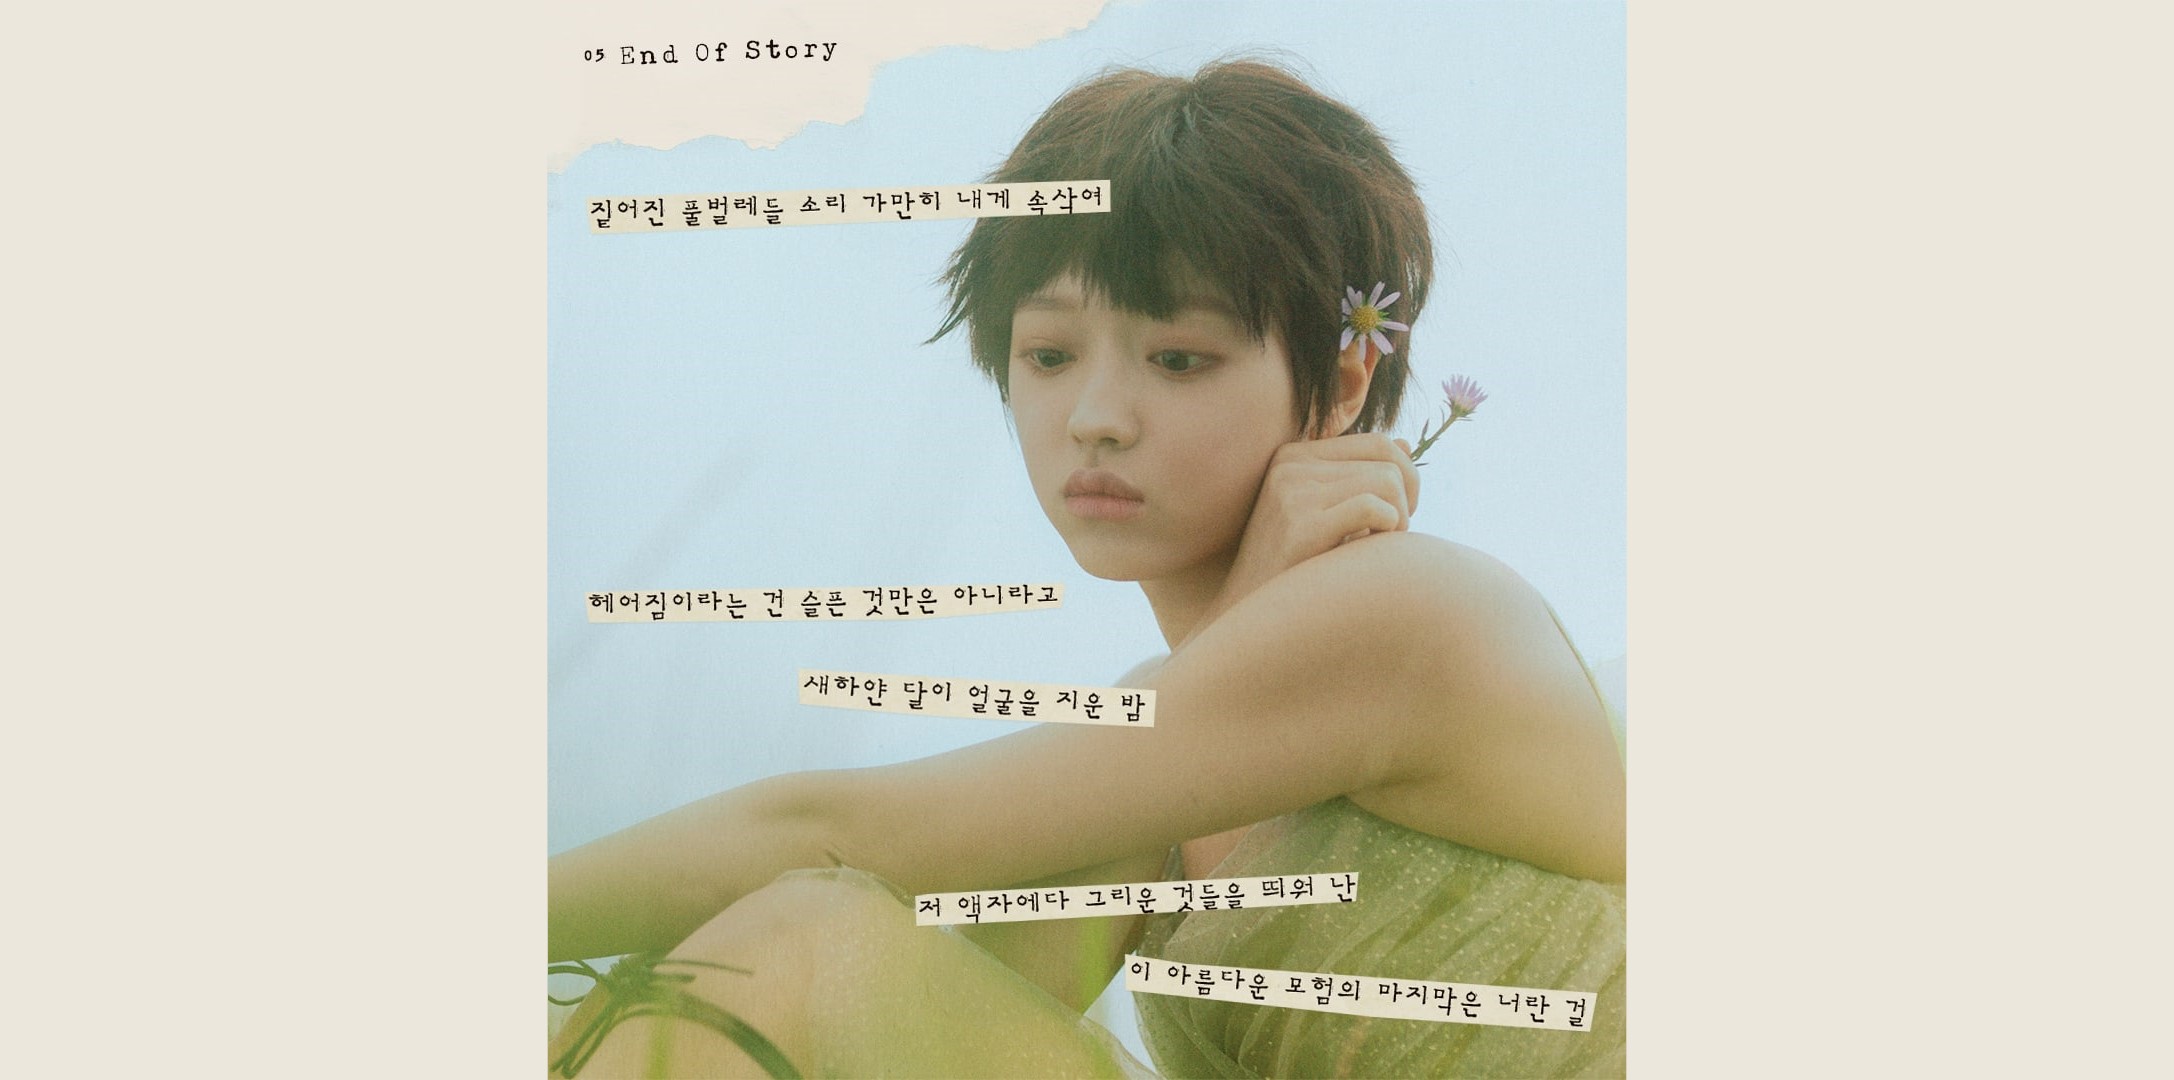 05 End Of Story
짙어진 풀벌레들 소리 가만히 내게 속삭여
헤어짐이라는 건 슬픈 것만은 아니라고
새하얀 달이 얼굴을 지운 밤
저 액자에다 그리운 것들을 띄워 난
이 아름다운 모험의 마지막은 너란 걸